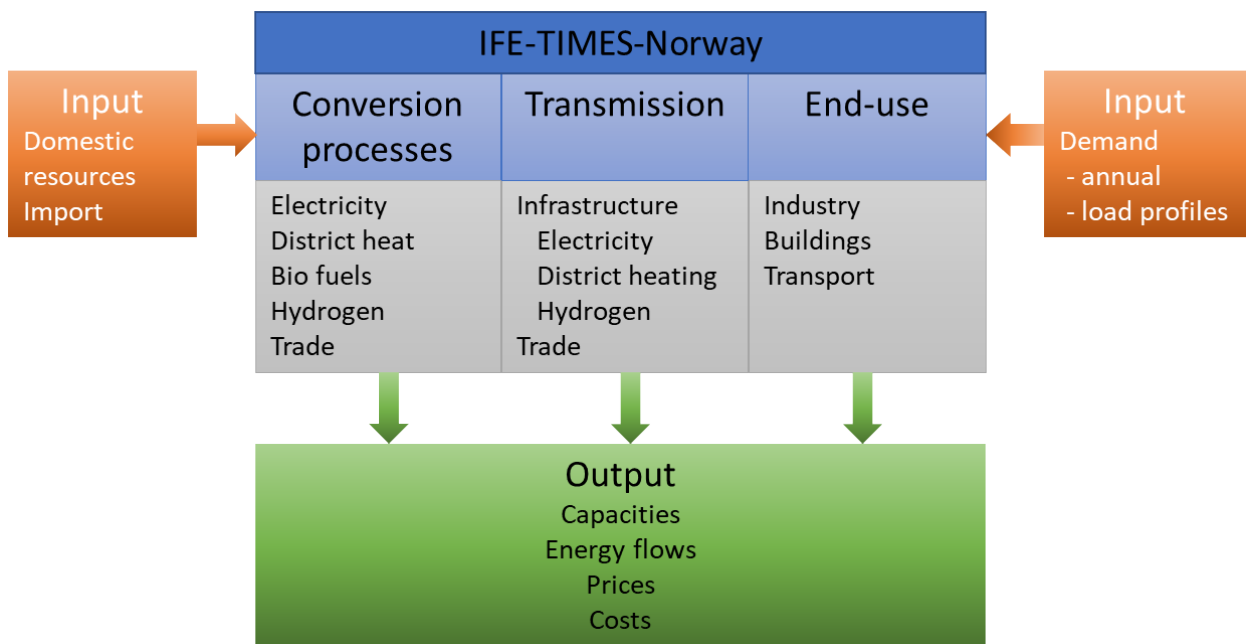 IFE-TIMES-Norway
Input
Domestic
resources
Import
Conversion
processes
Electricity
District heat
Bio fuels
Hydrogen
Trade
Transmission
Infrastructure
Electricity
District heating
Hydrogen
Trade
End-use
Industry
Buildings
Transport
Input
Demand
- annual
- load profiles
Output
Capacities
Energy flows
Prices
Costs